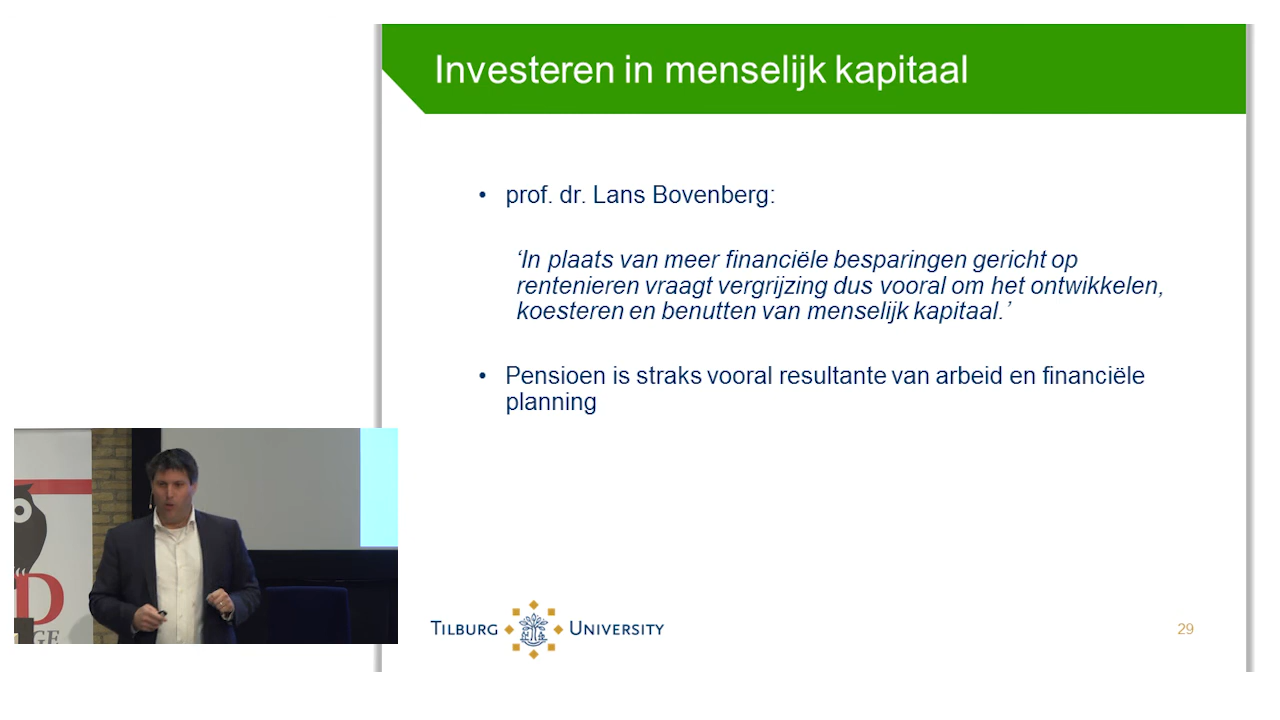 Investeren in menselijk kapitaal
• prof. dr. Lans Bovenberg:
‘In plaats van meer financiële besparingen gericht op
rentenieren vraagt vergrijzing dus vooral om het ontwikkelen,
koesteren en benutten van menselijk kapitaal.’
• Pensioen is straks vooral resultante van arbeid en financiële
planning
D
GE
TILBURG UNIVERSITY
29